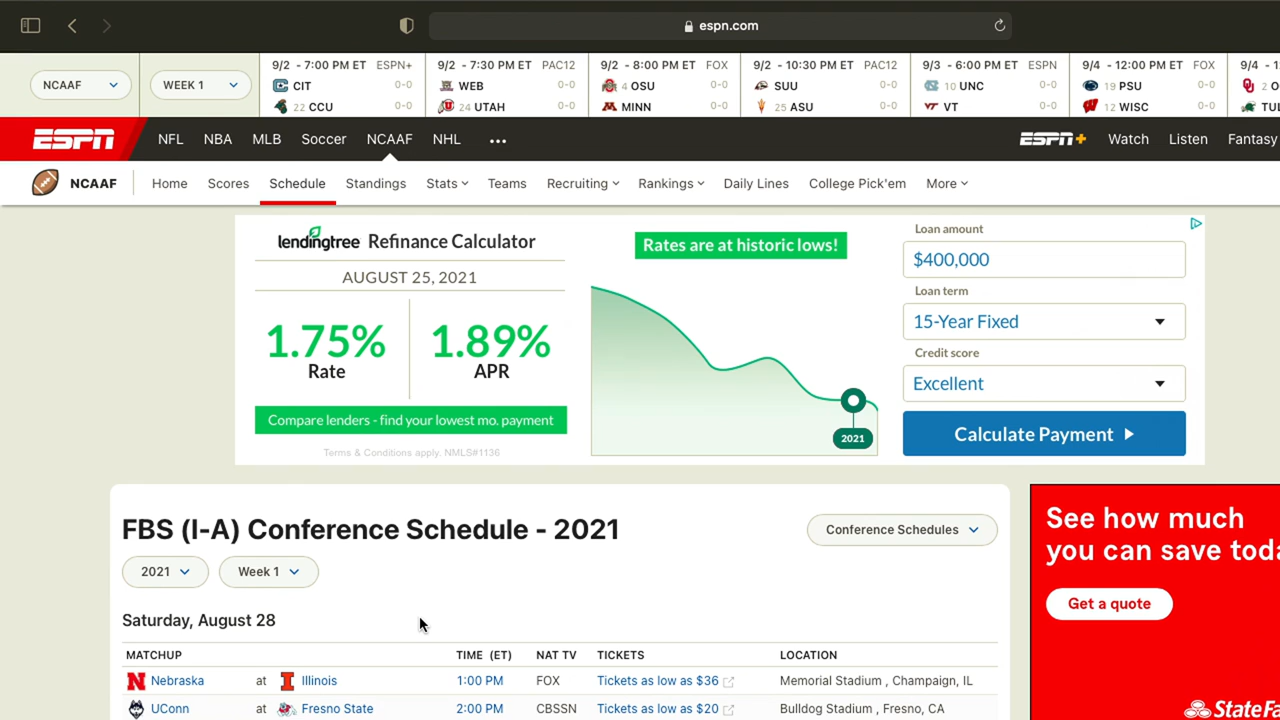 espn.com
NCAAF
WEEK 1
9/2 - 7:00 PM ET ESPN+
CIT 0-0
22 CCU 0-0
9/2 - 7:30 PM ET PAC12
WEB 0-0
24 UTAH 0-0
9/2 - 8:00 PM ET FOX
4 OSU 0-0
MINN 0-0
9/2 - 10:30 PM ET PAC12
SUU 0-0
25 ASU 0-0
9/3 - 6:00 PM ET ESPN
10 UNC 0-0
VT 0-0
9/4 - 12:00 PM ET FOX
19 PSU 0-0
12 WISC 0-0
9/4 - 12
2 O
TUL
ESPN NFL NBA MLB Soccer NCAAF NHL ... ESPN+ Watch Listen Fantasy
NCAAF Home Scores Schedule Standings Stats Teams Recruiting Rankings Daily Lines College Pick'em More
lendingtree Refinance Calculator
AUGUST 25, 2021
1.75% 1.89%
Rate APR
Compare lenders - find your lowest mo. payment
Terms & Conditions apply. NMLS#1136
Rates are at historic lows!
2021
Loan amount
$400,000
Loan term
15-Year Fixed
Credit score
Excellent
Calculate Payment
FBS (I-A) Conference Schedule - 2021
Conference Schedules
2021 Week 1
Saturday, August 28
MATCHUP TIME (ET) NAT TV TICKETS LOCATION
N Nebraska at I Illinois 1:00 PM FOX Tickets as low as $36 Memorial Stadium , Champaign, IL
UConn at Fresno State 2:00 PM CBSSN Tickets as low as $20 Bulldog Stadium , Fresno, CA
See how much
you can save toda
Get a quote
StateFa